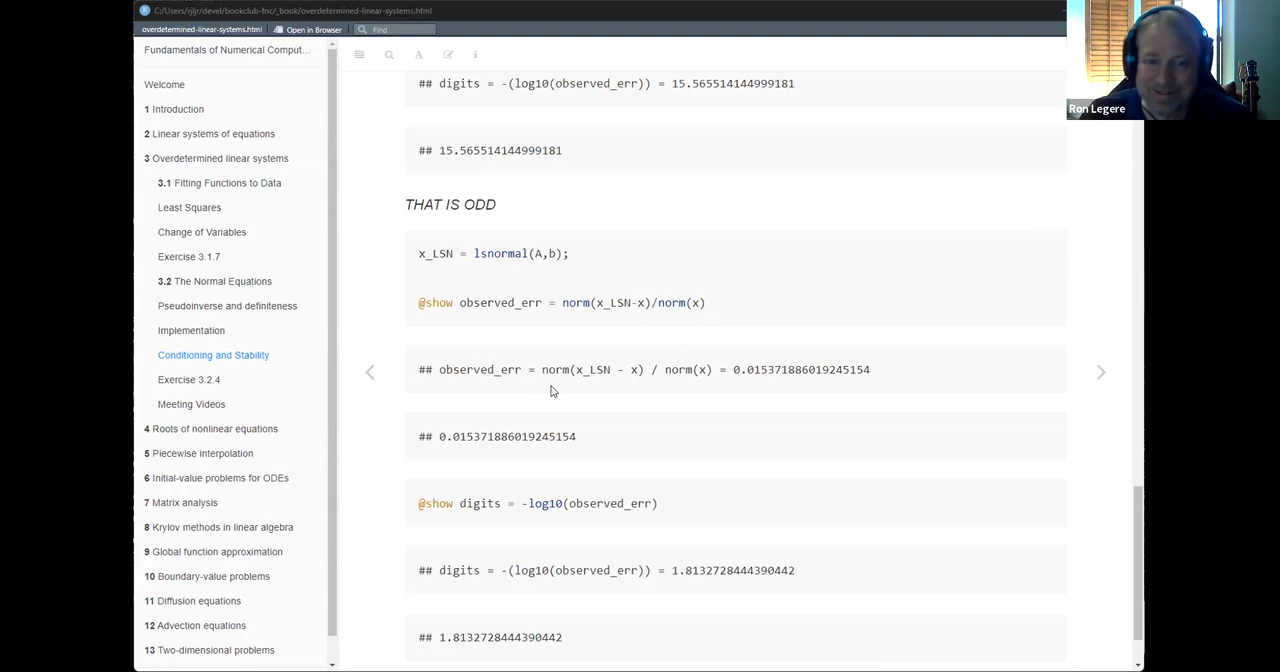 C:/Users/rjljr/devel/bookclub-fnc/_book/overdetermined-linear-systems.html
overdetermined-linear-systems.html
Open in Browser
Find
Fundamentals of Numerical Comput...
Welcome
1 Introduction
2 Linear systems of equations
3 Overdetermined linear systems
3.1 Fitting Functions to Data
Least Squares
Change of Variables
Exercise 3.1.7
3.2 The Normal Equations
Pseudoinverse and definiteness
Implementation
Conditioning and Stability
Exercise 3.2.4
Meeting Videos
4 Roots of nonlinear equations
5 Piecewise interpolation
6 Initial-value problems for ODEs
7 Matrix analysis
8 Krylov methods in linear algebra
9 Global function approximation
10 Boundary-value problems
11 Diffusion equations
12 Advection equations
13 Two-dimensional problems
## digits = -(log10(observed_err)) = 15.565514144999181
## 15.565514144999181
THAT IS ODD
x_LSN = lsnormal(A,b);
@show observed_err = norm(x_LSN-x)/norm(x)
## observed_err = norm(x_LSN - x) / norm(x) = 0.015371886019245154
## 0.015371886019245154
@show digits = -log10(observed_err)
## digits = -(log10(observed_err)) = 1.8132728444390442
## 1.8132728444390442
Ron Legere